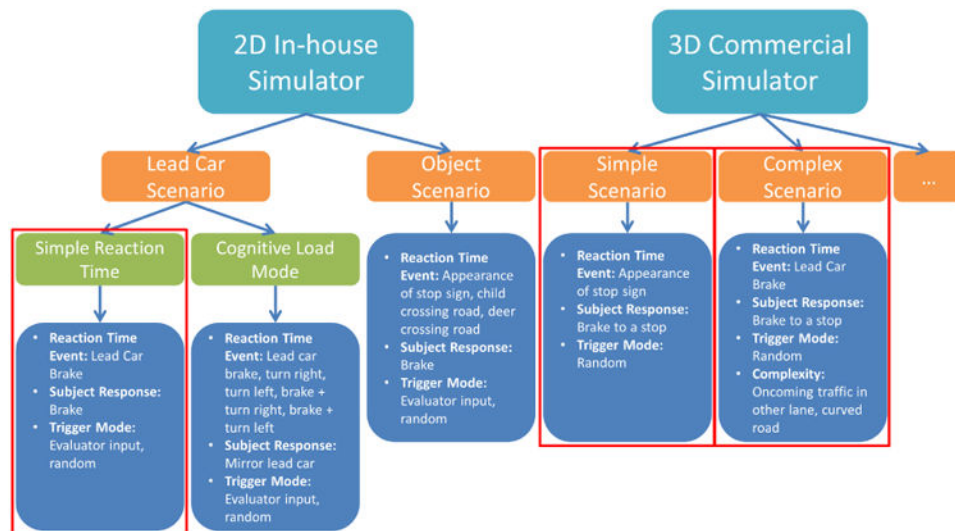 2D In-house
Simulator
3D Commercial
Simulator
Lead Car
Scenario
Object
Scenario
Simple
Scenario
Complex
Scenario
...
Simple Reaction
Time
Cognitive Load
Mode
• Reaction Time
Event: Lead Car
Brake
• Subject Response:
Brake
• Trigger Mode:
Evaluator input,
random
• Reaction Time
Event: Lead car
brake, turn right,
turn left, brake +
turn right, brake +
turn left
• Subject Response:
Mirror lead car
• Trigger Mode:
Evaluator input,
random
• Reaction Time
Event: Appearance
of stop sign, child
crossing road, deer
crossing road
• Subject Response:
Brake
• Trigger Mode:
Evaluator input,
random
• Reaction Time
Event: Appearance
of stop sign
• Subject Response:
Brake to a stop
• Trigger Mode:
Random
• Reaction Time
Event: Lead Car
Brake
• Subject Response:
Brake to a stop
• Trigger Mode:
Random
• Complexity:
Oncoming traffic in
other lane, curved
road